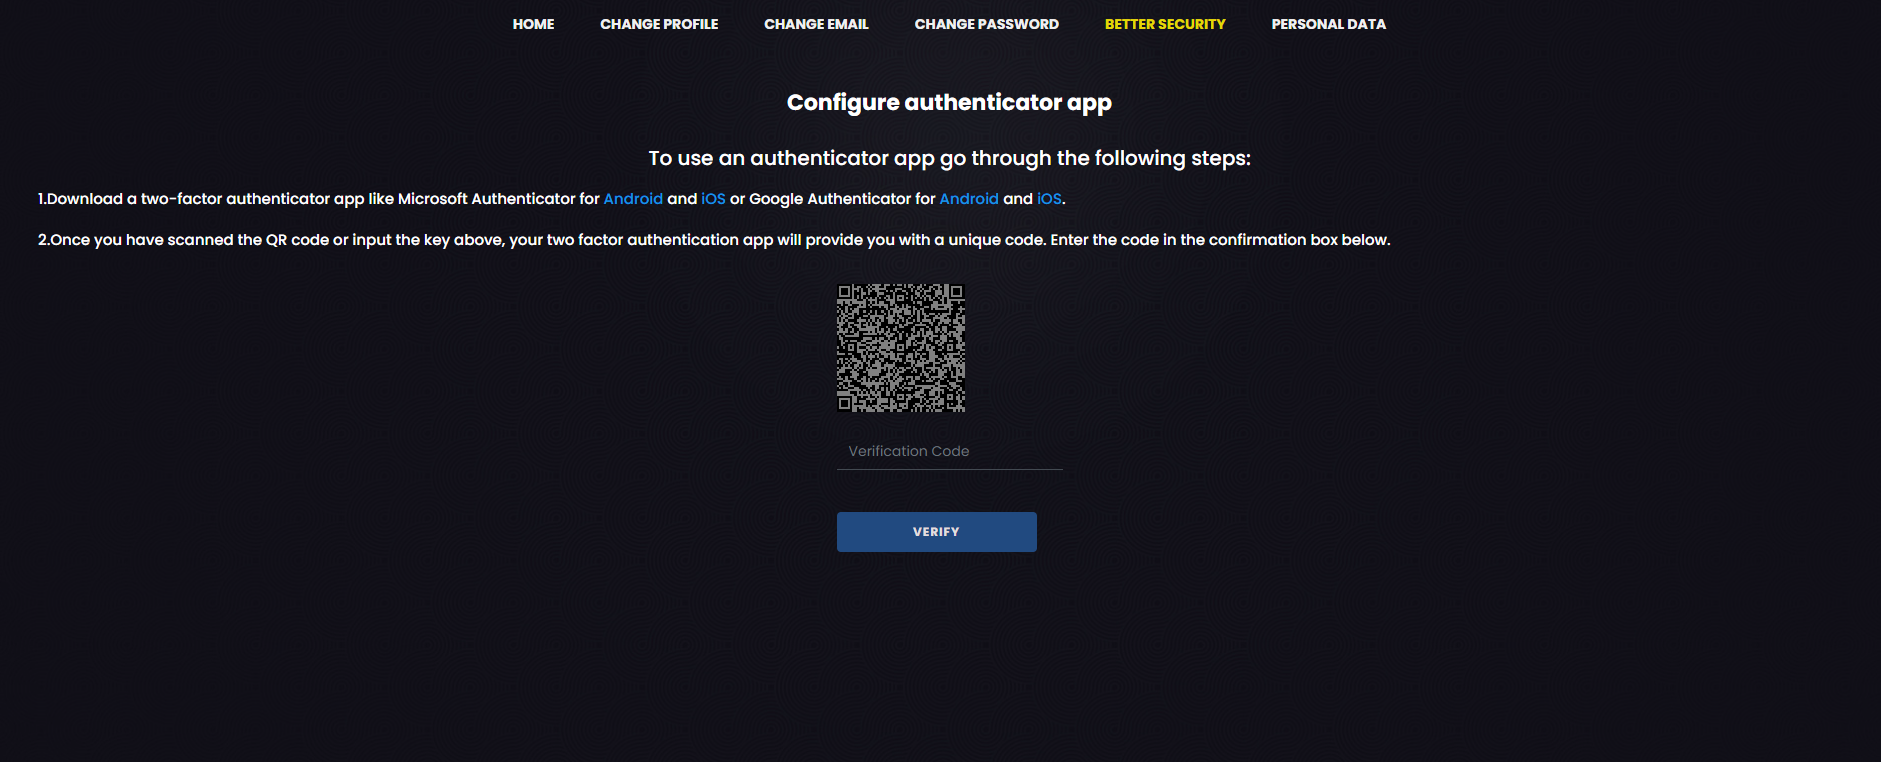 HOME CHANGE PROFILE CHANGE EMAIL CHANGE PASSWORD BETTER SECURITY PERSONAL DATA
Configure authenticator app
To use an authenticator app go through the following steps:
1.Download a two-factor authenticator app like Microsoft Authenticator for Android and iOS or Google Authenticator for Android and iOS.
2.Once you have scanned the QR code or input the key above, your two factor authentication app will provide you with a unique code. Enter the code in the confirmation box below.
Verification Code
VERIFY